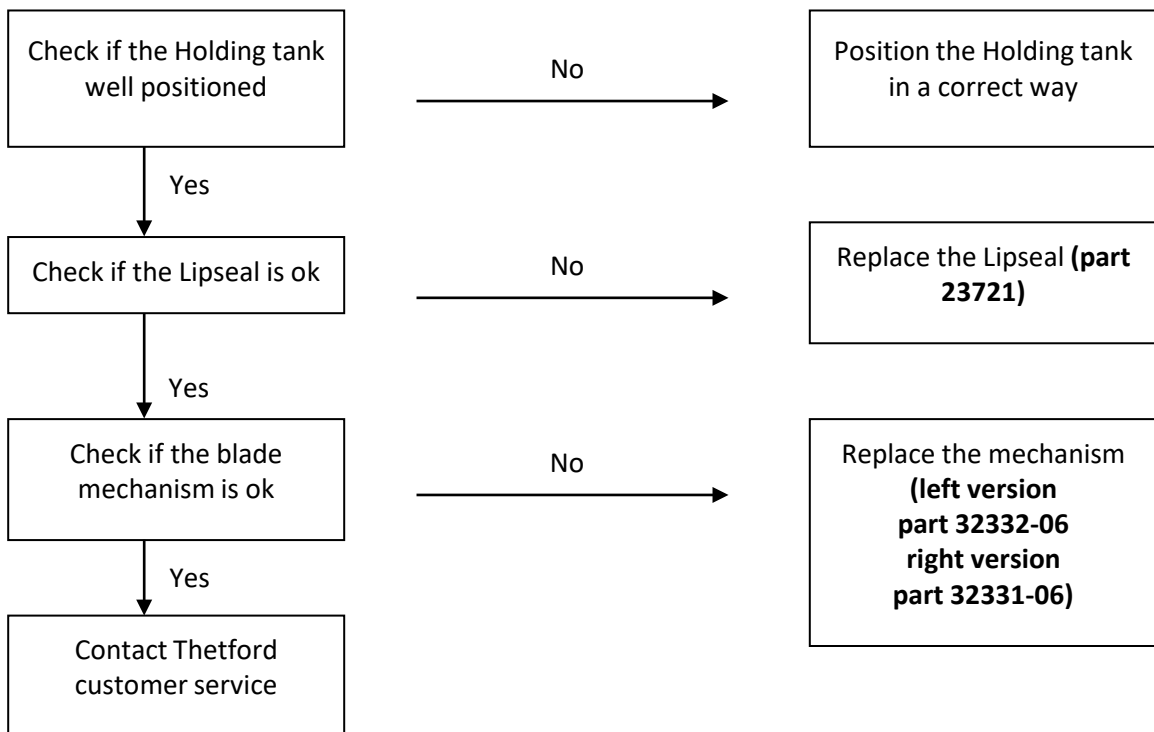 Check if the Holding tank
well positioned
No
Position the Holding tank
in a correct way
Yes
Check if the Lipseal is ok
No
Replace the Lipseal (part
23721)
Yes
Check if the blade
mechanism is ok
No
Replace the mechanism
(left version
part 32332-06
right version
part 32331-06)
Yes
Contact Thetford
customer service